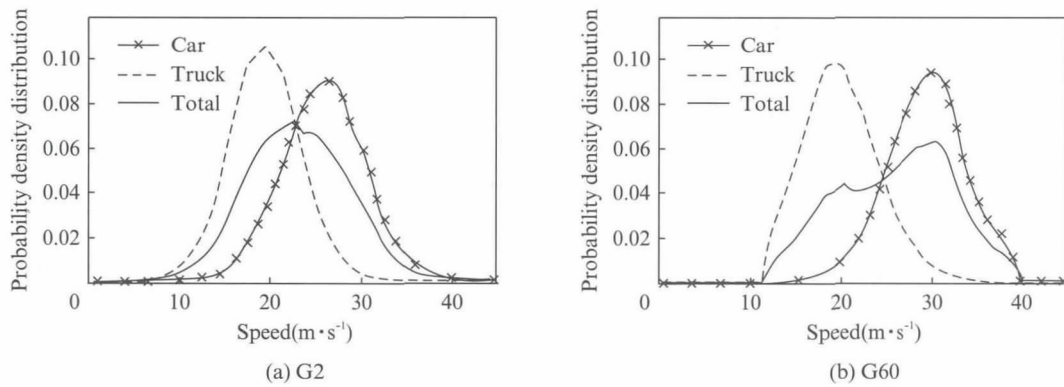 Probability density distribution
0.10
0.08
0.06
0.04
0.02
0
10
20
30
40
Car
Truck
Total
Speed(m·s⁻¹)
(a) G2
Probability density distribution
0.10
0.08
0.06
0.04
0.02
0
10
20
30
40
Car
Truck
Total
Speed(m·s⁻¹)
(b) G60